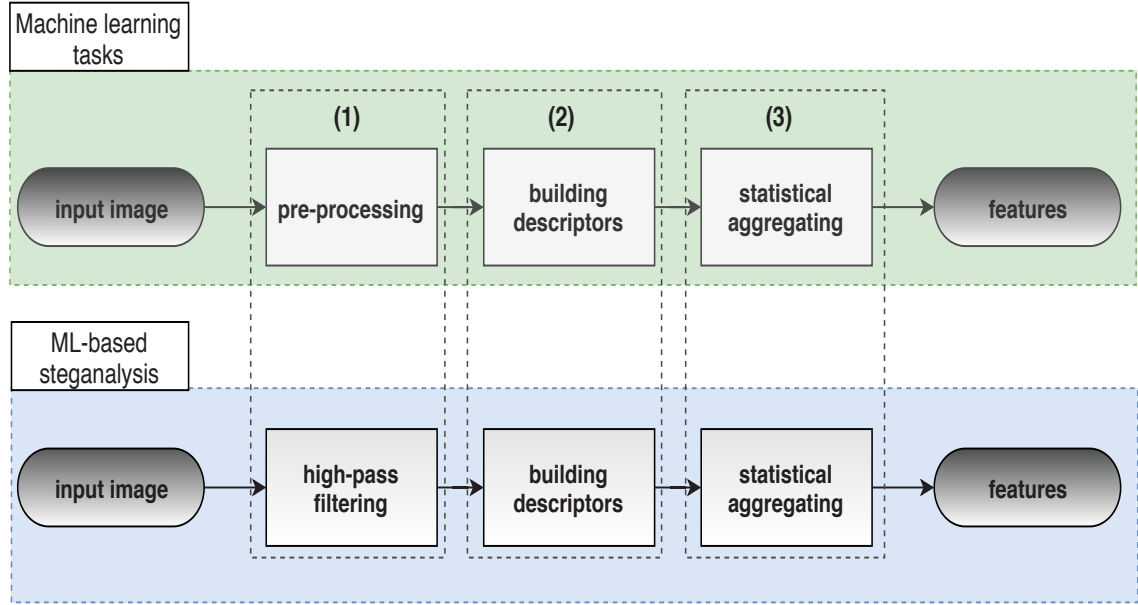 Machine learning
tasks
(1)
(2)
(3)
input image
pre-processing
building
descriptors
statistical
aggregating
features
ML-based
steganalysis
input image
high-pass
filtering
building
descriptors
statistical
aggregating
features